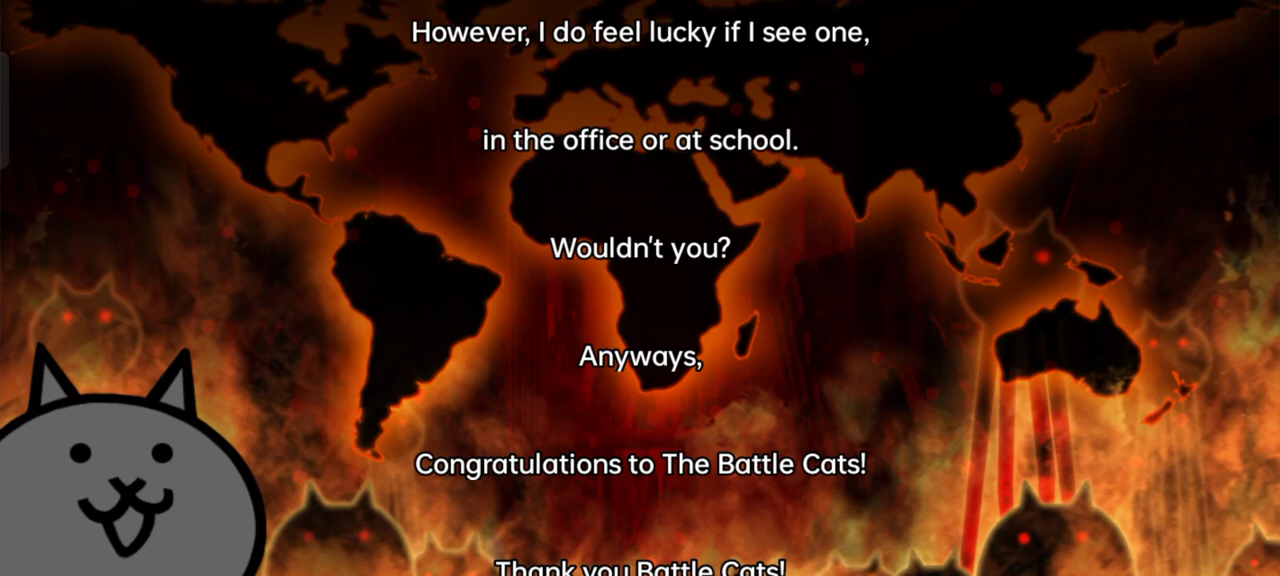 However, I do feel lucky if I see one,
in the office or at school.
Wouldn't you?
Anyways,
Congratulations to The Battle Cats!
Thank you Battle Cats!